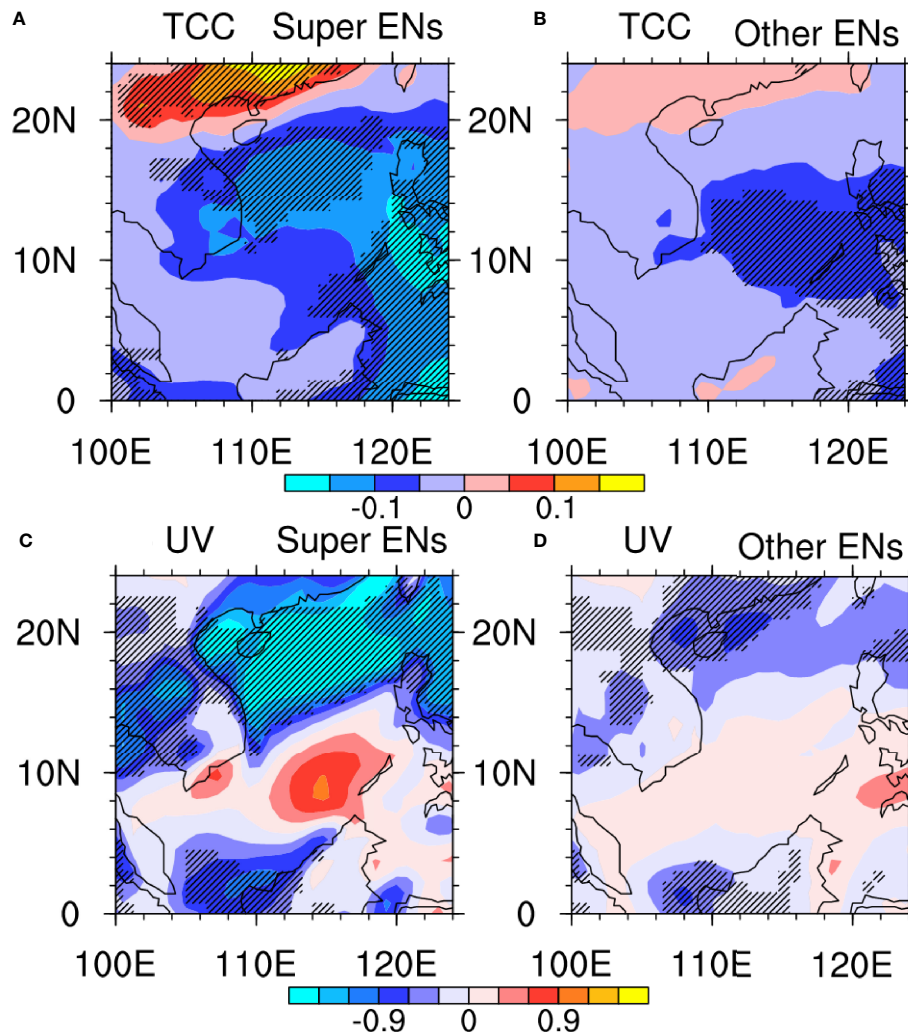 A TCC Super ENs
B TCC Other ENs
20N
10N
0
100E 110E 120E
20N
10N
0
100E 110E 120E
-0.1 0 0.1
C UV Super ENs
D UV Other ENs
20N
10N
0
100E 110E 120E
20N
10N
0
100E 110E 120E
-0.9 0 0.9